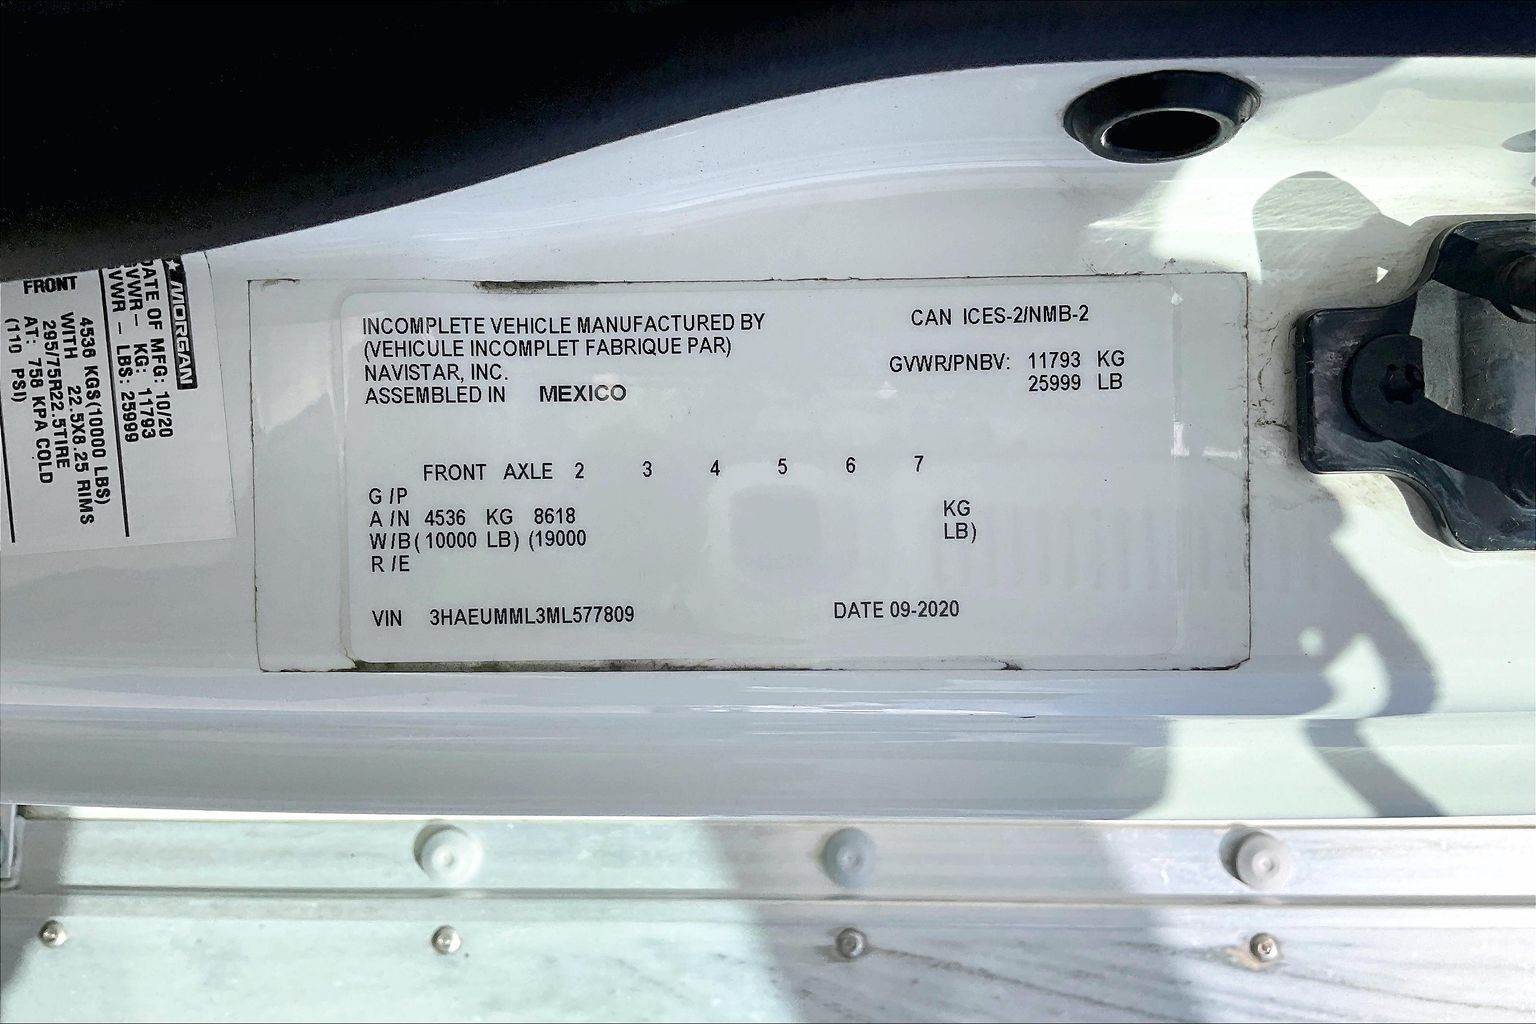 INCOMPLETE VEHICLE MANUFACTURED BY
(VEHICULE INCOMPLET FABRIQUE PAR)
NAVISTAR, INC.
ASSEMBLED IN MEXICO
CAN ICES-2/NMB-2
GVWR/PNBV: 11793 KG
25999 LB
FRONT AXLE 2 3 4 5 6 7
G/P
A/N 4536 KG 8618 KG
W/B (10000 LB) (19000 LB)
R/E
VIN 3HAEUMML3ML577809
DATE 09-2020
MORGAN
DATE OF MFG: 10/20
GVWR- KG: 11793
GVWR - LBS: 25999
FRONT
4536 KGS(10000 LBS)
WITH 22.5X8.25 RIMS
295/75R22.5TIRE
AT: 758 KPA COLD
(110 PSI)